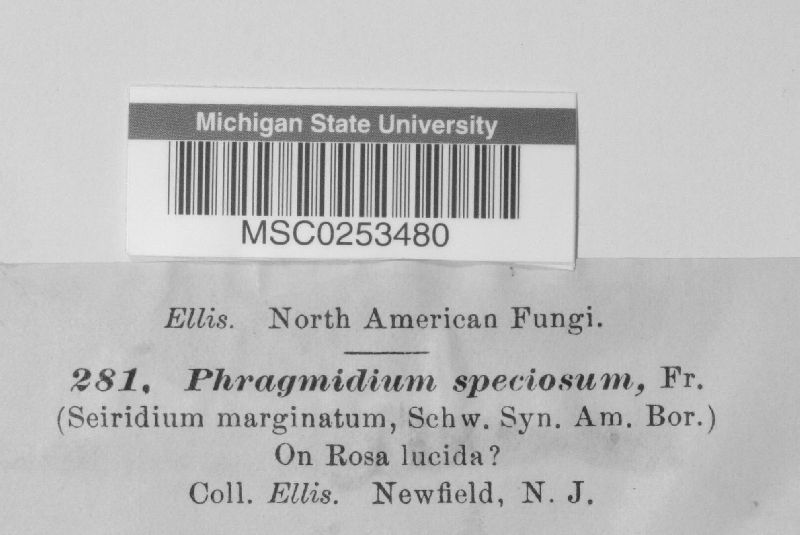 Michigan State University
MSC0253480
Ellis. North American Fungi.
281. Phragmidium speciosum, Fr.
(Seiridium marginatum, Schw. Syn. Am. Bor.)
On Rosa lucida?
Coll. Ellis. Newfield, N. J.